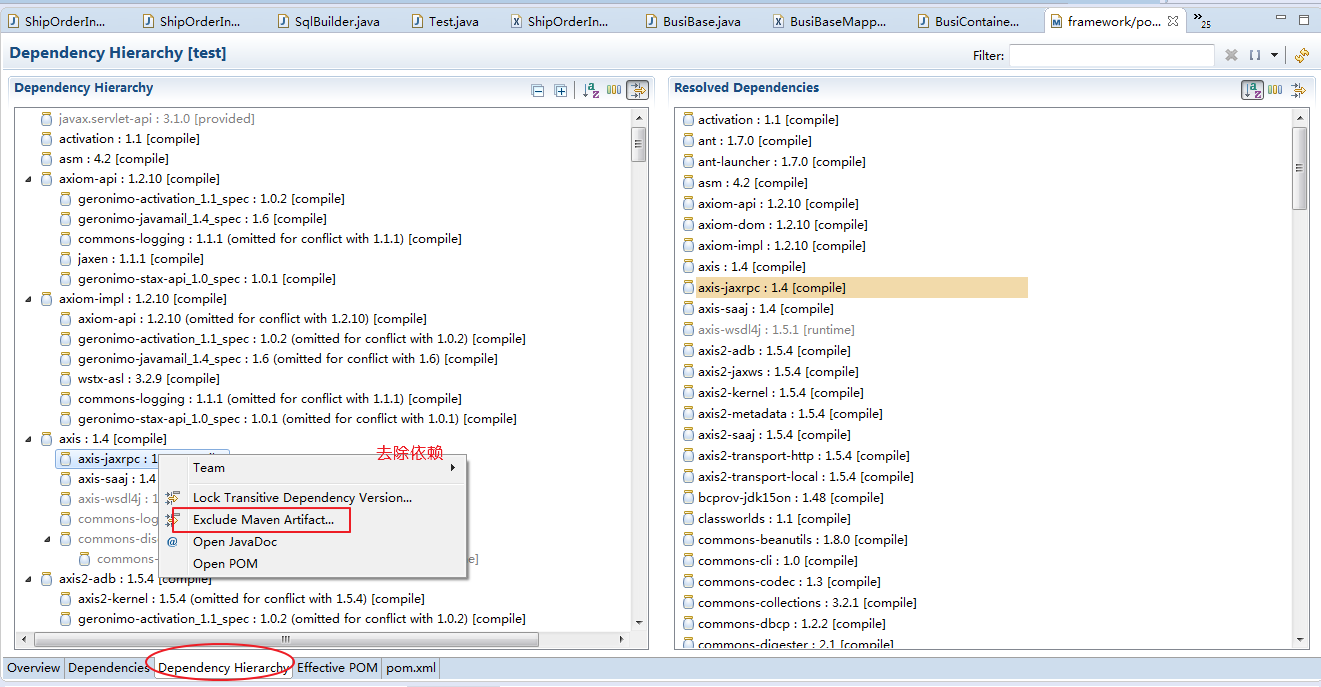 ShipOrderIn...
ShipOrderIn...
SqlBuilder.java
Test.java
ShipOrderIn...
BusiBase.java
BusiBaseMapp...
BusiContaine...
framework/po...
25
Dependency Hierarchy [test]
Filter:
Dependency Hierarchy
javax.servlet-api : 3.1.0 [provided]
activation : 1.1 [compile]
asm : 4.2 [compile]
axiom-api : 1.2.10 [compile]
geronimo-activation_1.1_spec : 1.0.2 [compile]
geronimo-javamail_1.4_spec : 1.6 [compile]
commons-logging : 1.1.1 (omitted for conflict with 1.1.1) [compile]
jaxen : 1.1.1 [compile]
geronimo-stax-api_1.0_spec : 1.0.1 [compile]
axiom-impl : 1.2.10 [compile]
axiom-api : 1.2.10 (omitted for conflict with 1.2.10) [compile]
geronimo-activation_1.1_spec : 1.0.2 (omitted for conflict with 1.0.2) [compile]
geronimo-javamail_1.4_spec : 1.6 (omitted for conflict with 1.6) [compile]
wstx-asl : 3.2.9 [compile]
commons-logging : 1.1.1 (omitted for conflict with 1.1.1) [compile]
geronimo-stax-api_1.0_spec : 1.0.1 (omitted for conflict with 1.0.1) [compile]
axis : 1.4 [compile]
axis-jaxrpc : 1
axis-saaj : 1.4
axis-wsdl4j : 1
commons-log
commons-dis
commons-
e]
axis2-adb : 1.5.4 [compile]
axis2-kernel : 1.5.4 (omitted for conflict with 1.5.4) [compile]
geronimo-activation_1.1_spec : 1.0.2 (omitted for conflict with 1.0.2) [compile]
去除依赖
Team
Lock Transitive Dependency Version...
Exclude Maven Artifact...
@ Open JavaDoc
Open POM
Resolved Dependencies
activation : 1.1 [compile]
ant : 1.7.0 [compile]
ant-launcher : 1.7.0 [compile]
asm : 4.2 [compile]
axiom-api : 1.2.10 [compile]
axiom-dom : 1.2.10 [compile]
axiom-impl : 1.2.10 [compile]
axis : 1.4 [compile]
axis-jaxrpc : 1.4 [compile]
axis-saaj : 1.4 [compile]
axis-wsdl4j : 1.5.1 [runtime]
axis2-adb : 1.5.4 [compile]
axis2-jaxws : 1.5.4 [compile]
axis2-kernel : 1.5.4 [compile]
axis2-metadata : 1.5.4 [compile]
axis2-saaj : 1.5.4 [compile]
axis2-transport-http : 1.5.4 [compile]
axis2-transport-local : 1.5.4 [compile]
bcprov-jdk15on : 1.48 [compile]
classworlds : 1.1 [compile]
commons-beanutils : 1.8.0 [compile]
commons-cli : 1.0 [compile]
commons-codec : 1.3 [compile]
commons-collections : 3.2.1 [compile]
commons-dbcp : 1.2.2 [compile]
commons-digester : 2.1 [compile]
Overview
Dependencies
Dependency Hierarchy
Effective POM
pom.xml